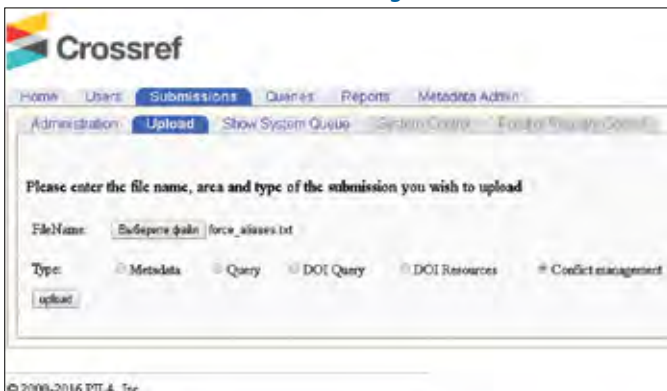 Crossref
Home Users Submissions Queries Reports Metadata Admin
Administration Upload Show System Queue System Control
Please enter the file name, area and type of the submission you wish to upload
FileName: Выберите файл force_aliases.txt
Type: Metadata Query DOI Query DOI Resources Conflict management
upload
© 2000-2016 PILA, Inc